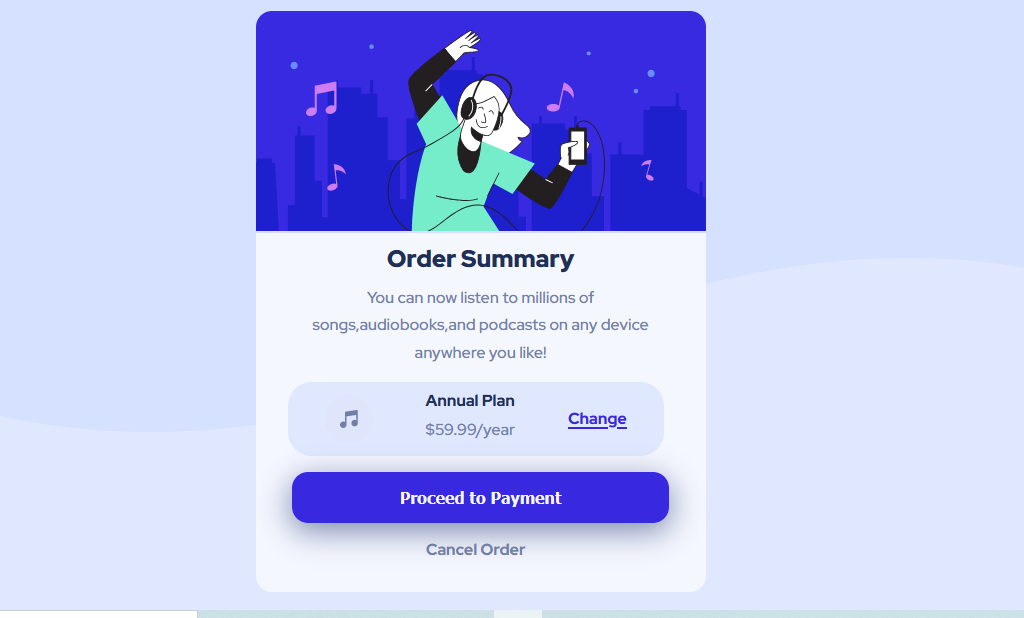 Order Summary
You can now listen to millions of
songs,audiobooks,and podcasts on any device
anywhere you like!
Annual Plan
$59.99/year
Change
Proceed to Payment
Cancel Order